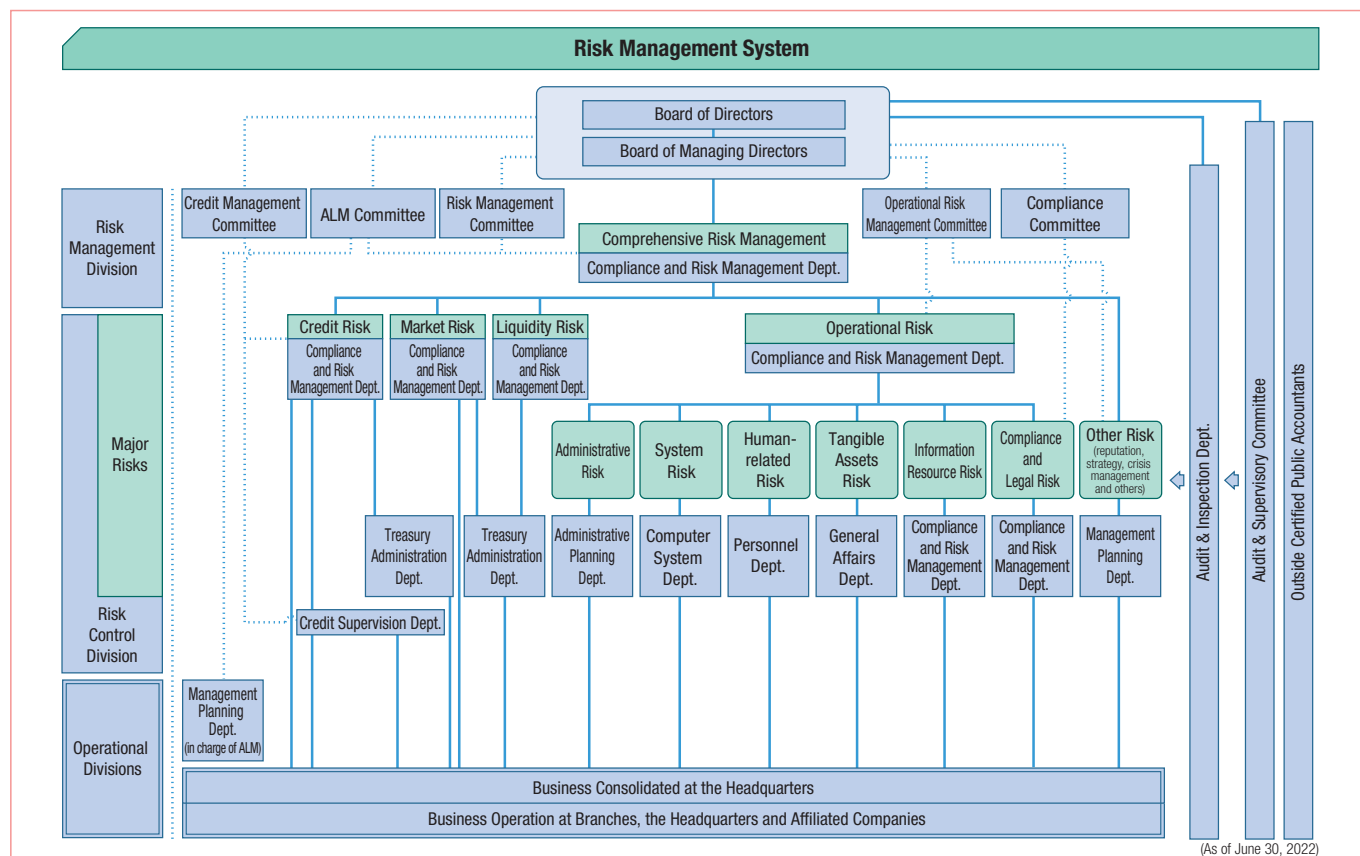 Risk Management System
Board of Directors
Board of Managing Directors
Risk
Management
Division
Credit Management
Committee
ALM Committee
Risk Management
Committee
Operational Risk
Management Committee
Compliance
Committee
Comprehensive Risk Management
Compliance and Risk Management Dept.
Major
Risks
Risk
Control
Division
Credit Risk
Compliance
and Risk
Management Dept.
Market Risk
Compliance
and Risk
Management Dept.
Liquidity Risk
Compliance
and Risk
Management Dept.
Operational Risk
Compliance and Risk Management Dept.
Administrative
Risk
System
Risk
Human-
related Risk
Tangible
Assets
Risk
Information
Resource Risk
Compliance
and
Legal Risk
Other Risk
(reputation,
strategy, crisis
management
and others)
Treasury
Administration
Dept.
Treasury
Administration
Dept.
Administrative
Planning Dept.
Computer
System Dept.
Personnel
Dept.
General
Affairs Dept.
Compliance
and Risk
Management
Dept.
Compliance
and Risk
Management
Dept.
Management
Planning Dept.
Credit Supervision Dept.
Operational
Divisions
Management
Planning
Dept.
(in charge of ALM)
Business Consolidated at the Headquarters
Business Operation at Branches, the Headquarters and Affiliated Companies
Audit & Inspection Dept.
Audit & Supervisory Committee
Outside Certified Public Accountants
(As of June 30, 2022)